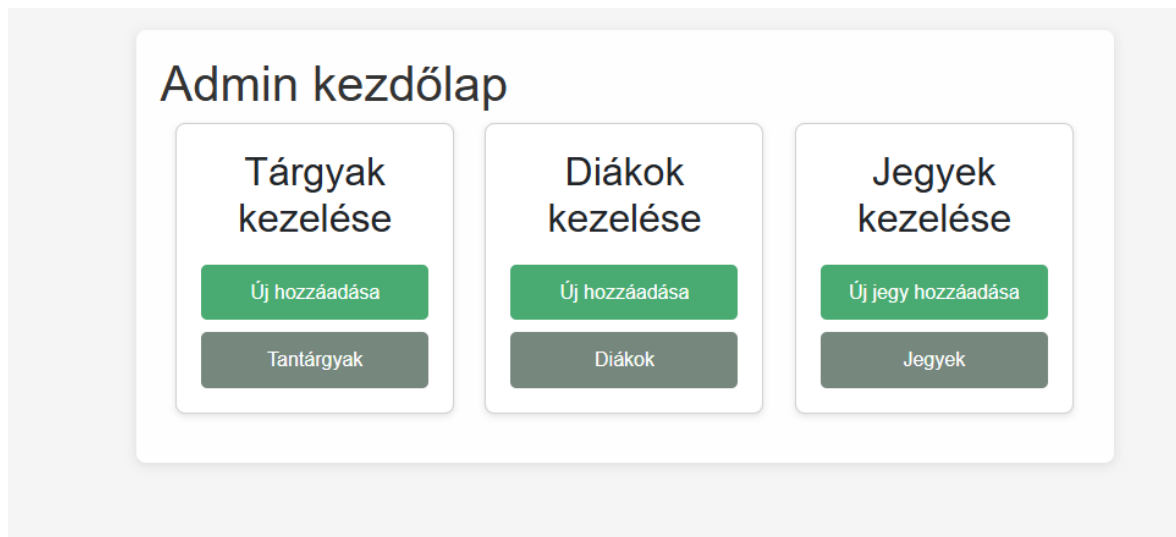 Admin kezdőlap
Tárgyak
kezelése
Új hozzáadása
Tantárgyak
Diákok
kezelése
Új hozzáadása
Diákok
Jegyek
kezelése
Új jegy hozzáadása
Jegyek